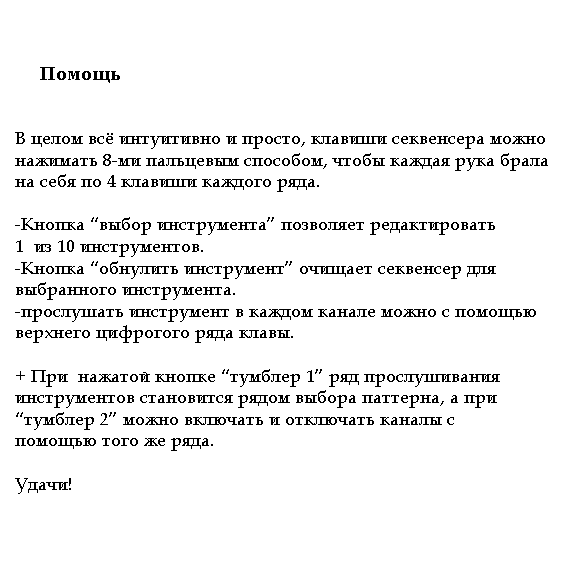 Помощь
В целом всё интуитивно и просто, клавиши секвенсера можно
нажимать 8-ми пальцевым способом, чтобы каждая рука брала
на себя по 4 клавиши каждого ряда.
-Кнопка “выбор инструмента” позволяет редактировать
1  из 10 инструментов.
-Кнопка “обнулить инструмент” очищает секвенсер для
выбранного инструмента.
-прослушать инструмент в каждом канале можно с помощью
верхнего цифрогого ряда клавы.
+ При  нажатой кнопке “тумблер 1” ряд прослушивания
инструментов становится рядом выбора паттерна, а при
“тумблер 2” можно включать и отключать каналы с
помощью того же ряда.
Удачи!